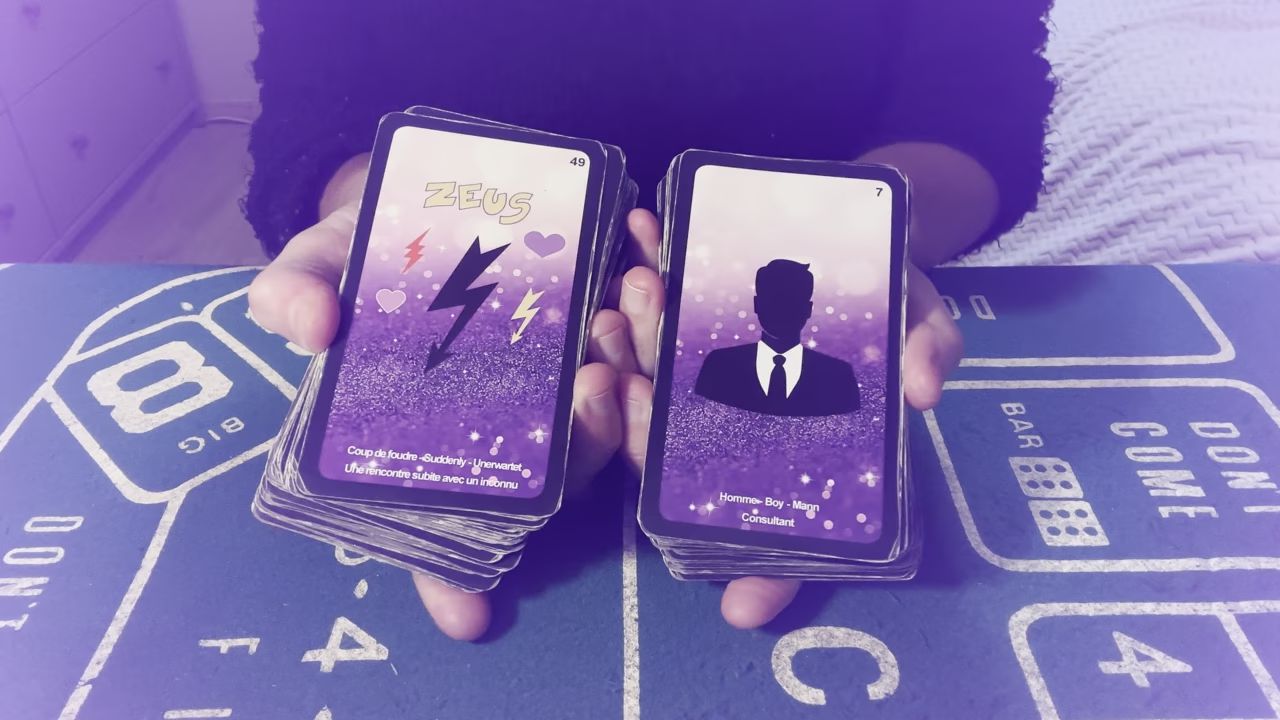 49
ZEUS
Coup de foudre - Suddenly - Unerwartet
Une rencontre subite avec un inconnu
7
Homme - Boy - Mann
Consultant
8
BIG
DON'T
4
C
BAR
DON'T
COME
4